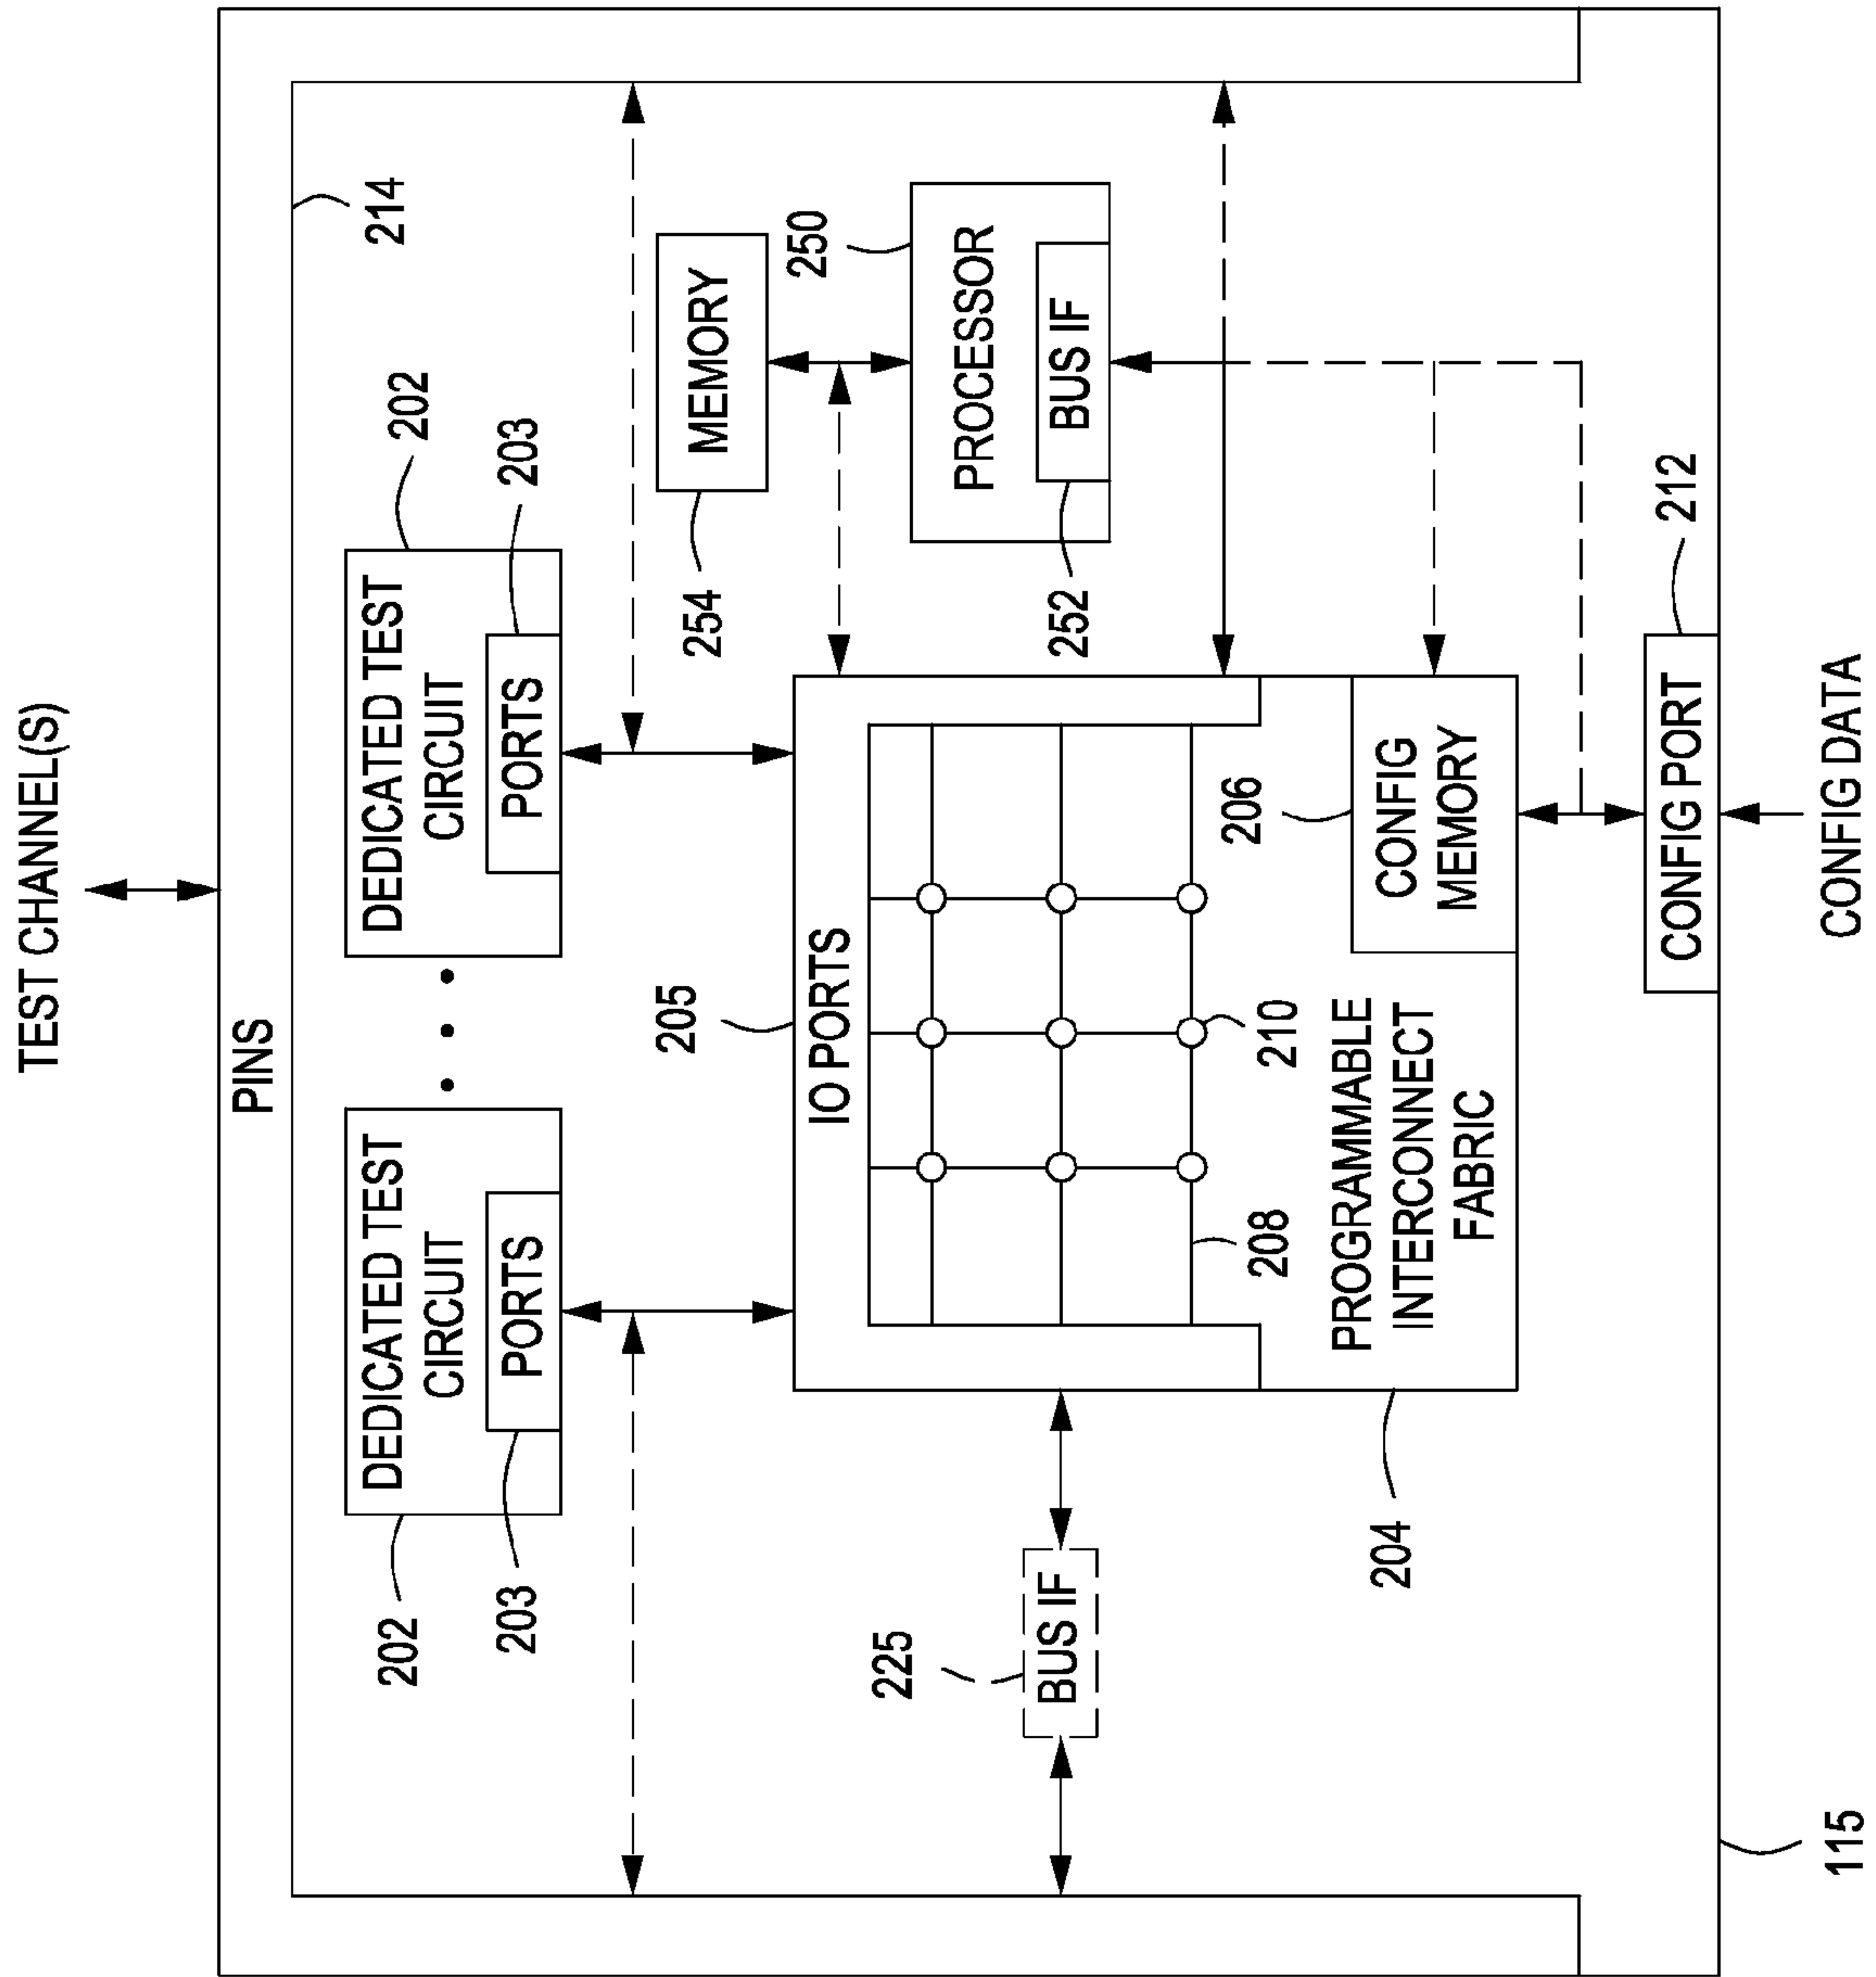 TEST CHANNEL(S)
PINS
214
DEDICATED TEST
CIRCUIT
PORTS
202
203
DEDICATED TEST
CIRCUIT
PORTS
202
203
205
IO PORTS
MEMORY
254
250
PROCESSOR
BUS IF
252
225
BUS IF
208
210
206
CONFIG
MEMORY
PROGRAMMABLE
INTERCONNECT
FABRIC
204
212
CONFIG PORT
115
CONFIG DATA